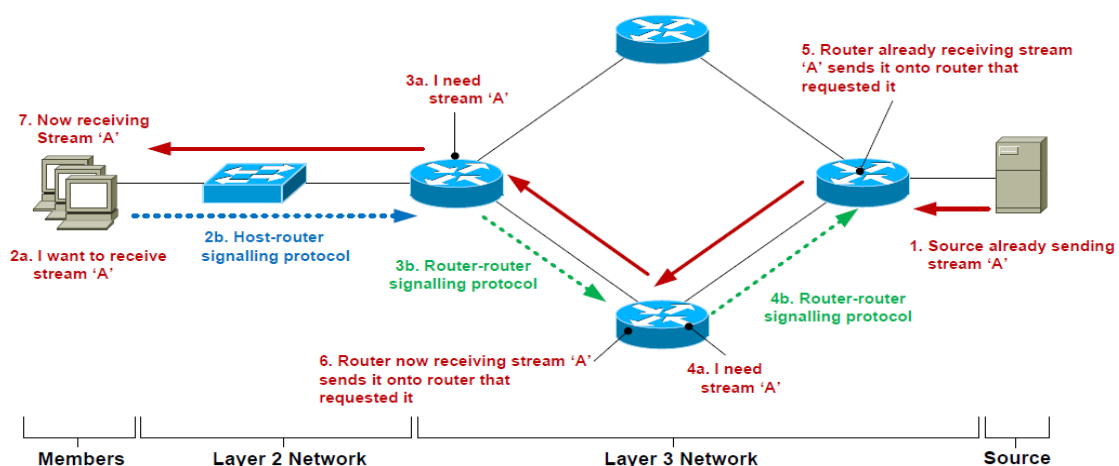 5. Router already receiving stream
‘A’ sends it onto router that
requested it
3a. I need
stream ‘A’
7. Now receiving
Stream ‘A’
2a. I want to receive
stream ‘A’
2b. Host-router
signalling protocol
3b. Router-router
signalling protocol
1. Source already sending
stream ‘A’
4b. Router-router
signalling protocol
6. Router now receiving stream ‘A’
sends it onto router that
requested it
4a. I need
stream ‘A’
Members
Layer 2 Network
Layer 3 Network
Source